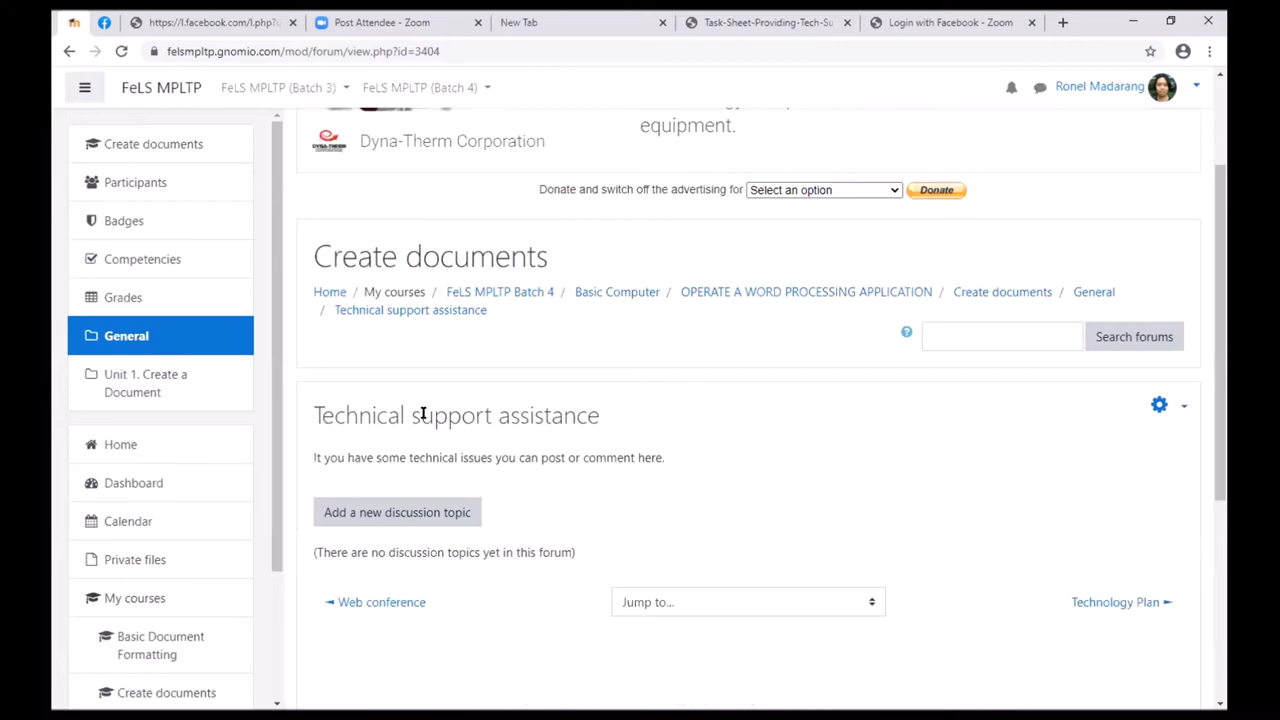 https://l.facebook.com/l.php?u=
Post Attendee - Zoom
New Tab
Task-Sheet-Providing-Tech-Su
Login with Facebook - Zoom
felsmpltp.gnomio.com/mod/forum/view.php?id=3404
FeLS MPLTP
FeLS MPLTP (Batch 3)
FeLS MPLTP (Batch 4)
Ronel Madarang
Create documents
Participants
Badges
Competencies
Grades
General
Unit 1. Create a
Document
Home
Dashboard
Calendar
Private files
My courses
Basic Document
Formatting
Create documents
equipment.
DYNA-THERM
Dyna-Therm Corporation
Donate and switch off the advertising for
Select an option
Donate
Create documents
Home / My courses / FeLS MPLTP Batch 4 / Basic Computer / OPERATE A WORD PROCESSING APPLICATION / Create documents / General
/ Technical support assistance
Search forums
Technical support assistance
It you have some technical issues you can post or comment here.
Add a new discussion topic
(There are no discussion topics yet in this forum)
◄ Web conference
Jump to...
Technology Plan ►